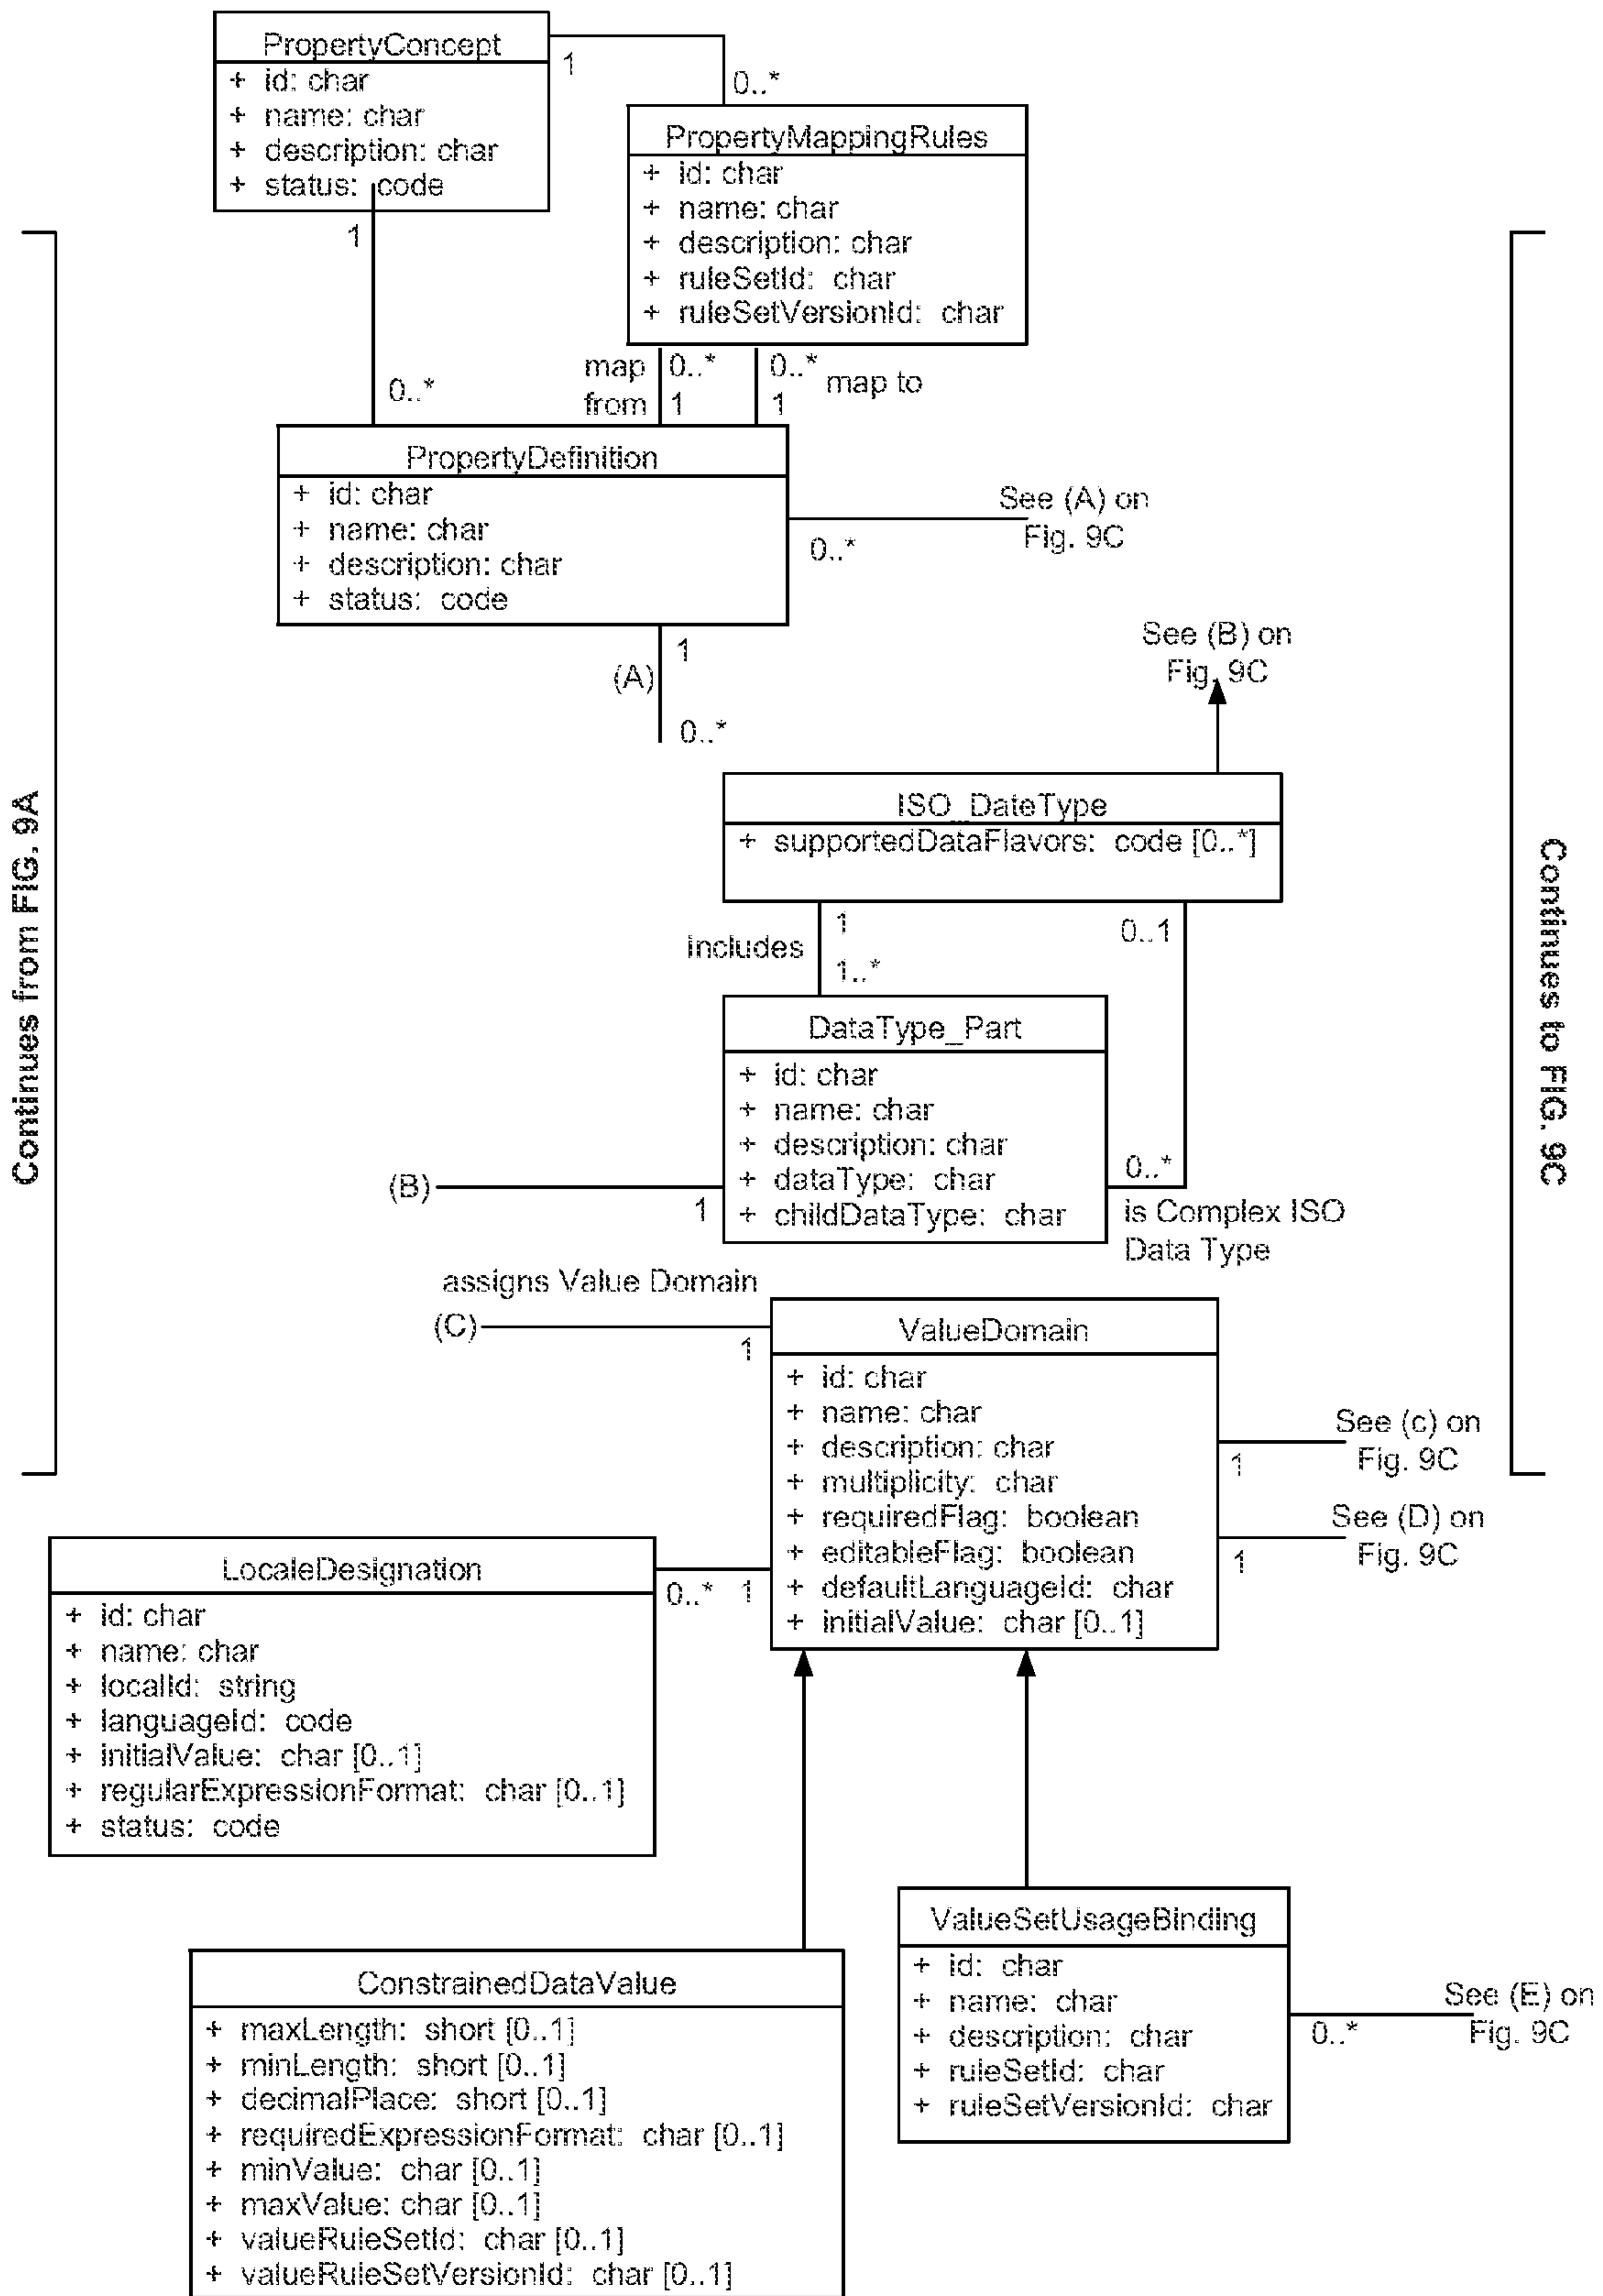 PropertyConcept
+ id: char
+ name: char
+ description: char
+ status: code
1
0..*
PropertyMappingRules
+ id: char
+ name: char
+ description: char
+ ruleSetId: char
+ ruleSetVersionId: char
1
0..*
map
from
0..*
1
0..*
1
map to
PropertyDefinition
+ id: char
+ name: char
+ description: char
+ status: code
0..*
See (A) on
Fig. 9C
1
(A)
0..*
See (B) on
Fig. 9C
Continues from FIG. 9A
Continues to FIG. 9C
ISO_DateType
+ supportedDataFlavors: code [0..*]
1
includes
1..*
0..1
DataType_Part
+ id: char
+ name: char
+ description: char
+ dataType: char
+ childDataType: char
(B)
1
0..*
is Complex ISO
Data Type
assigns Value Domain
(C)
1
ValueDomain
+ id: char
+ name: char
+ description: char
+ multiplicity: char
+ requiredFlag: boolean
+ editableFlag: boolean
+ defaultLanguageId: char
+ initialValue: char [0..1]
See (c) on
Fig. 9C
1
See (D) on
Fig. 9C
1
LocaleDesignation
+ id: char
+ name: char
+ localId: string
+ languageId: code
+ initialValue: char [0..1]
+ regularExpressionFormat: char [0..1]
+ status: code
0..*
1
ValueSetUsageBinding
+ id: char
+ name: char
+ description: char
+ ruleSetId: char
+ ruleSetVersionId: char
See (E) on
Fig. 9C
0..*
ConstrainedDataValue
+ maxLength: short [0..1]
+ minLength: short [0..1]
+ decimalPlace: short [0..1]
+ requiredExpressionFormat: char [0..1]
+ minValue: char [0..1]
+ maxValue: char [0..1]
+ valueRuleSetId: char [0..1]
+ valueRuleSetVersionId: char [0..1]